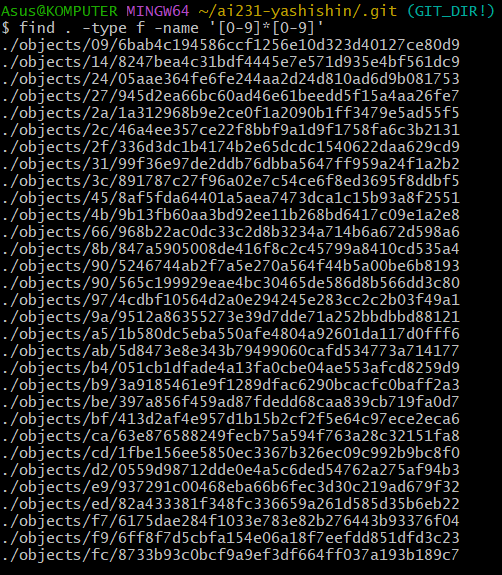 Asus@KOMPUTER MINGW64 ~/ai231-yashishin/.git (GIT_DIR!)
$ find . -type f -name '[0-9]*[0-9]'
./objects/09/6bab4c194586ccf1256e10d323d40127ce80d9
./objects/14/8247bea4c31bdf4445e7e571d935e4bf561dc9
./objects/24/05aae364fe6fe244aa2d24d810ad6d9b081753
./objects/27/945d2ea66bc60ad46e61beedd5f15a4aa26fe7
./objects/2a/1a312968b9e2ce0f1a2090b1ff3479e5ad55f5
./objects/2c/46a4ee357ce22f8bbf9a1d9f1758fa6c3b2131
./objects/2f/336d3dc1b4174b2e65dcdc1540622daa629cd9
./objects/31/99f36e97de2ddb76dbba5647ff959a24f1a2b2
./objects/3c/891787c27f96a02e7c54ce6f8ed3695f8ddbf5
./objects/45/8af5fda64401a5aea7473dca1c15b93a8f2551
./objects/4b/9b13fb60aa3bd92ee11b268bd6417c09e1a2e8
./objects/66/968b22ac0dc33c2d8b3234a714b6a672d598a6
./objects/8b/847a5905008de416f8c2c45799a8410cd535a4
./objects/90/5246744ab2f7a5e270a564f44b5a00be6b8193
./objects/90/565c199929eae4bc30465de586d8b566dd3c80
./objects/97/4cdbf10564d2a0e294245e283cc2c2b03f49a1
./objects/9a/9512a86355273e39d7dde71a252bbdbbd88121
./objects/a5/1b580dc5eba550afe4804a92601da117d0fff6
./objects/ab/5d8473e8e343b79499060cafd534773a714177
./objects/b4/051cb1dfade4a13fa0cbe04ae553afcd8259d9
./objects/b9/3a9185461e9f1289dfac6290bcacfc0baff2a3
./objects/be/397a856f459ad87fdedd68caa839cb719fa0d7
./objects/bf/413d2af4e957d1b15b2cf2f5e64c97ece2eca6
./objects/ca/63e876588249fecb75a594f763a28c32151fa8
./objects/cd/1fbe156ee5850ec3367b326ec09c992b9bc8f0
./objects/d2/0559d98712dde0e4a5c6ded54762a275af94b3
./objects/e9/937291c00468eba66b6fec3d30c219ad679f32
./objects/ed/82a433381f348fc336659a261d585d35b6eb22
./objects/f7/6175dae284f1033e783e82b276443b93376f04
./objects/f9/6ff8f7d5cbfa154e06a18f7eefdd851dfd3c23
./objects/fc/8733b93c0bcf9a9ef3df664ff037a193b189c7